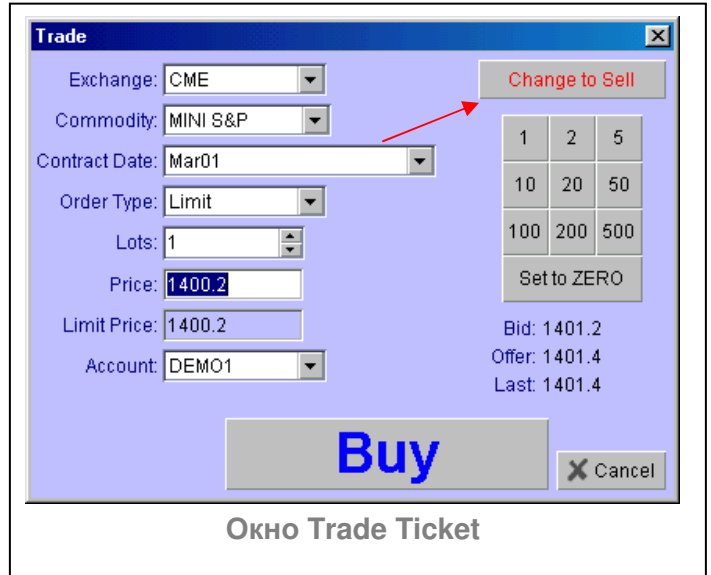 Trade
Exchange: CME
Change to Sell
Commodity: MINI S&P
1 2 5
Contract Date: Mar01
10 20 50
Order Type: Limit
Lots: 1
100 200 500
Price: 1400.2
Set to ZERO
Limit Price: 1400.2
Bid: 1401.2
Offer: 1401.4
Account: DEMO1
Last: 1401.4
Buy
Cancel
Окно Trade Ticket